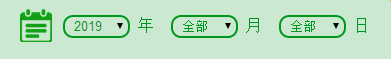 2019 年 全部 月 全部 日